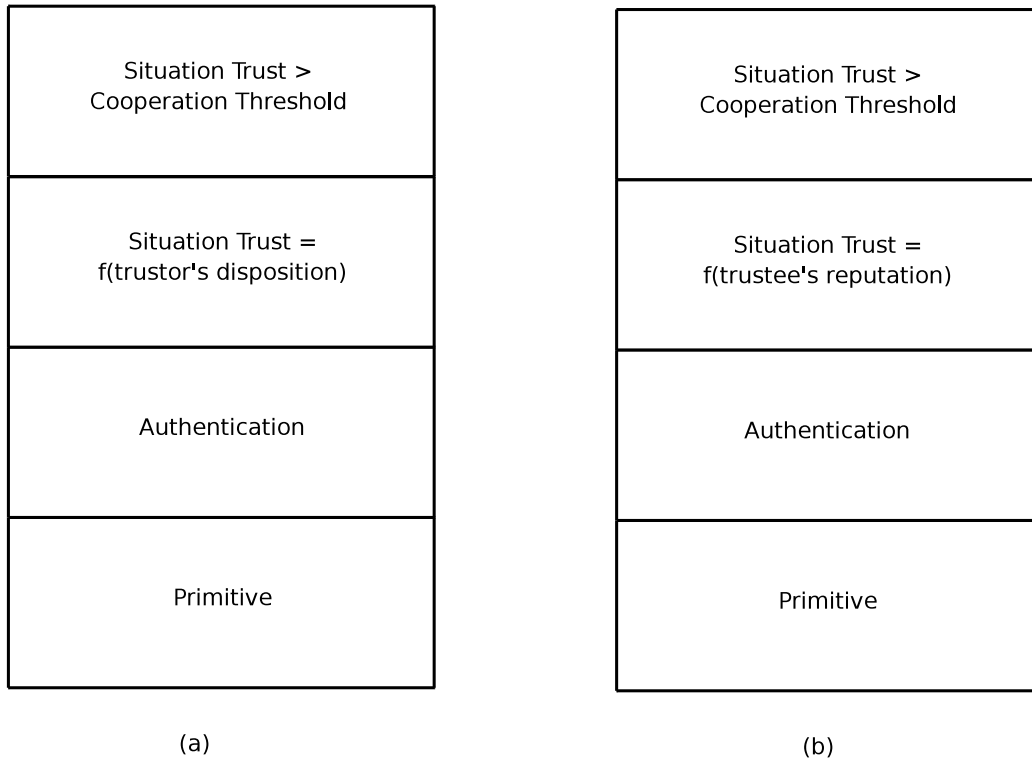 Situation Trust >
Cooperation Threshold
Situation Trust =
f(trustor's disposition)
Authentication
Primitive
(a)
Situation Trust >
Cooperation Threshold
Situation Trust =
f(trustee's reputation)
Authentication
Primitive
(b)